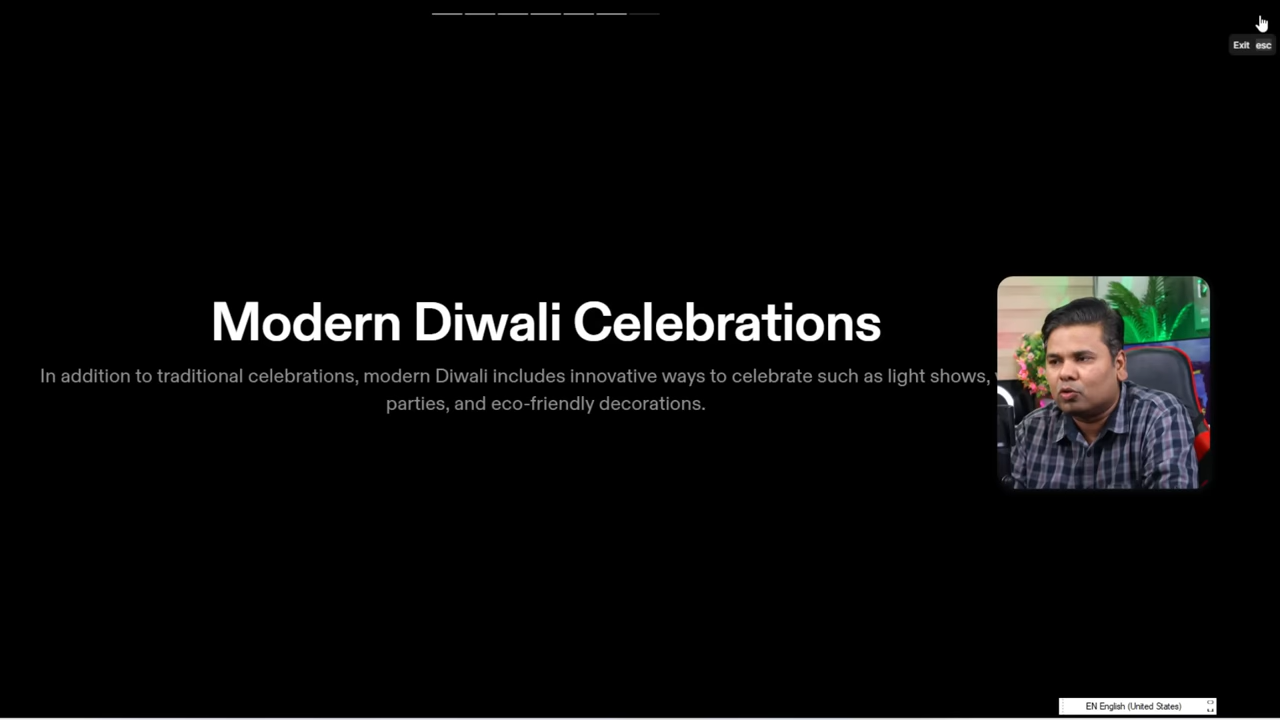 Exit esc
Modern Diwali Celebrations
In addition to traditional celebrations, modern Diwali includes innovative ways to celebrate such as light shows,
parties, and eco-friendly decorations.
EN English (United States)